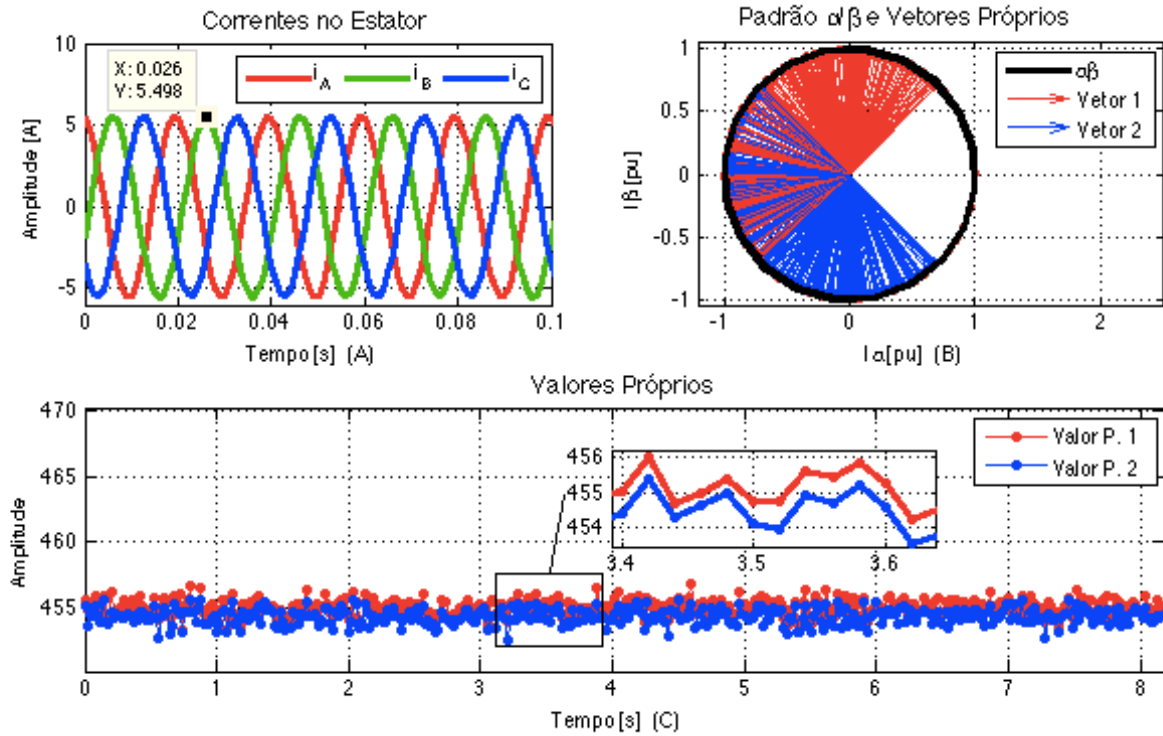 Correntes no Estator
X: 0.026
Y: 5.498
i_A i_B i_C
Amplitude [A]
10
5
0
-5
0 0.02 0.04 0.06 0.08 0.1
Tempo[s] (A)
Padrão α/β e Vetores Próprios
αβ
Vetor 1
Vetor 2
Iβ[pu]
1
0.5
0
-0.5
-1
-1 0 1 2
Iα[pu] (B)
Valores Próprios
Valor P. 1
Valor P. 2
Amplitude
470
465
460
455
456
455
454
3.4 3.5 3.6
0 1 2 3 4 5 6 7 8
Tempo[s] (C)